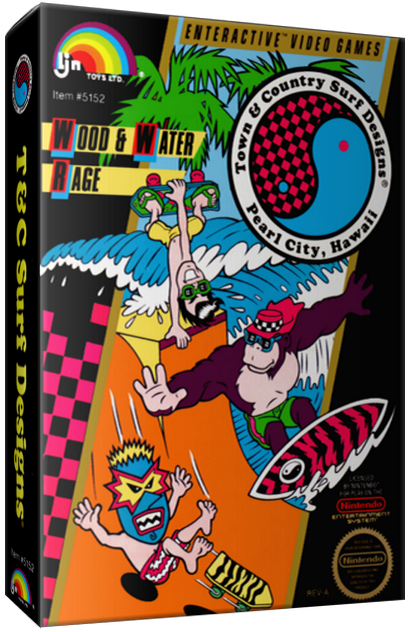 ENTERACTIVE™ VIDEO GAMES
LJN
TOYS LTD.
Item #5152
Town & Country Surf Designs®
Pearl City, Hawaii
WOOD & WATER
RAGE
T&C Surf Designs
Item #5152
LICENSED
BY NINTENDO
FOR PLAY ON THE
Nintendo
ENTERTAINMENT
SYSTEM
Nintendo
REV-A